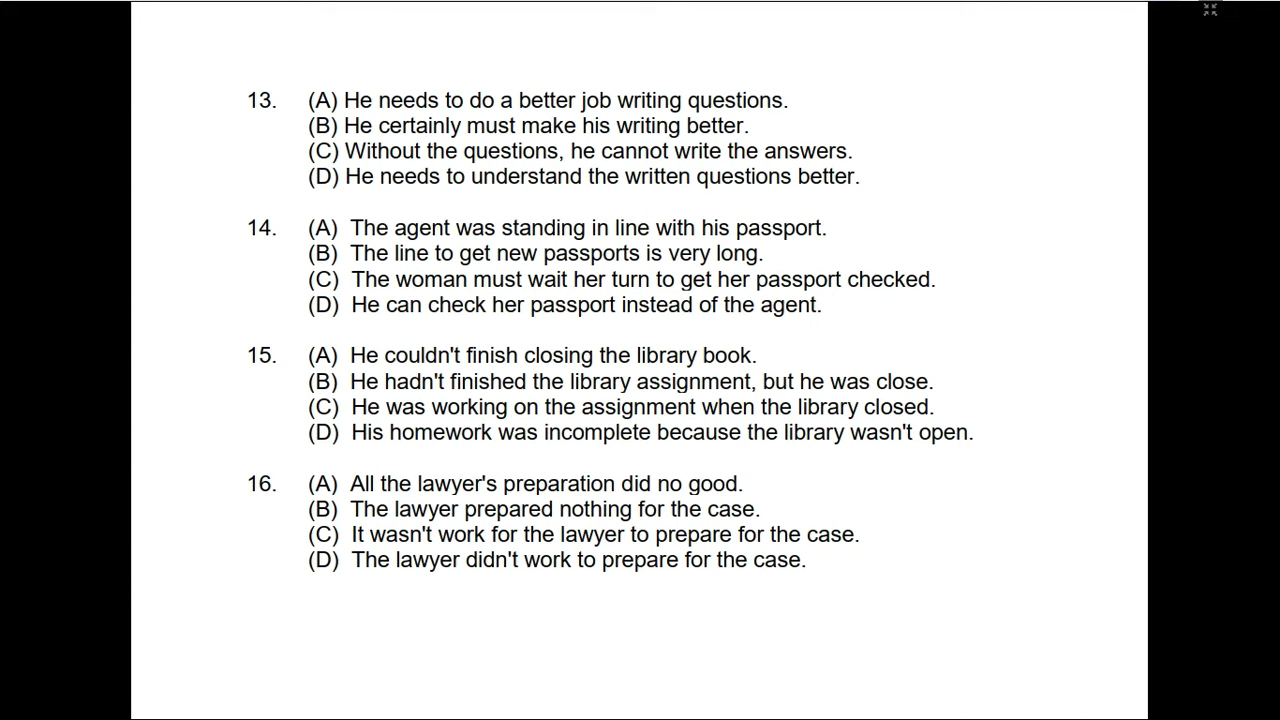 13. (A) He needs to do a better job writing questions.
(B) He certainly must make his writing better.
(C) Without the questions, he cannot write the answers.
(D) He needs to understand the written questions better.
14. (A) The agent was standing in line with his passport.
(B) The line to get new passports is very long.
(C) The woman must wait her turn to get her passport checked.
(D) He can check her passport instead of the agent.
15. (A) He couldn't finish closing the library book.
(B) He hadn't finished the library assignment, but he was close.
(C) He was working on the assignment when the library closed.
(D) His homework was incomplete because the library wasn't open.
16. (A) All the lawyer's preparation did no good.
(B) The lawyer prepared nothing for the case.
(C) It wasn't work for the lawyer to prepare for the case.
(D) The lawyer didn't work to prepare for the case.